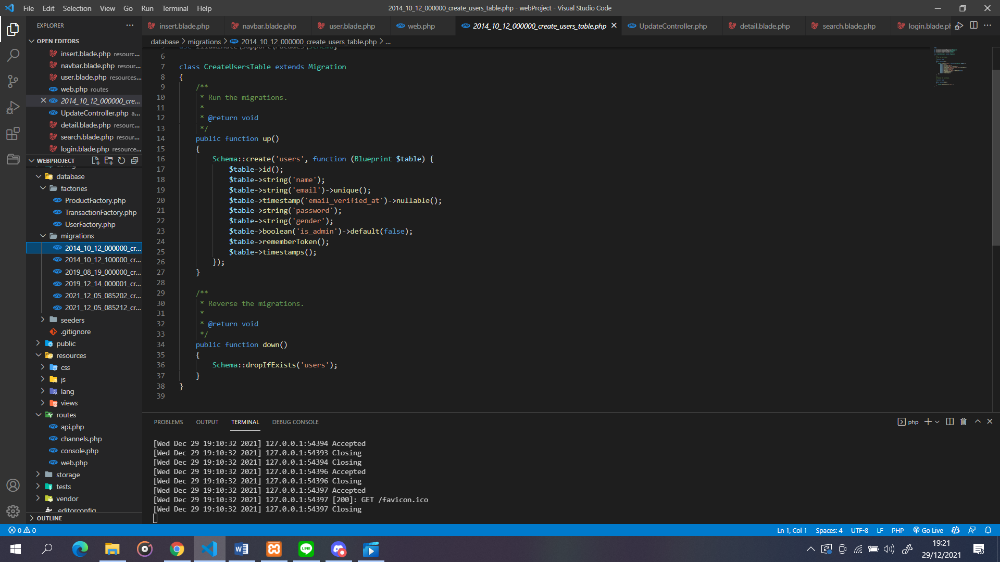 File Edit Selection View Go Run Terminal Help
2014_10_12_000000_create_users_table.php - webProject - Visual Studio Code
EXPLORER
insert.blade.php navbar.blade.php user.blade.php web.php 2014_10_12_000000_create_users_table.php UpdateController.php detail.blade.php search.blade.php login.blade.ph
OPEN EDITORS
database > migrations > 2014_10_12_000000_create_users_table.php > ...
insert.blade.php resourc...
navbar.blade.php resour...
user.blade.php resources...
web.php routes
2014_10_12_000000_cre...
UpdateController.php a...
detail.blade.php resourc...
search.blade.php resour...
login.blade.php resource...
WEBPROJECT
database
factories
ProductFactory.php
TransactionFactory.php
UserFactory.php
migrations
2014_10_12_000000_cr...
2014_10_12_100000_cr...
2019_08_19_000000_cr...
2019_12_14_000001_cr...
2021_12_05_085202_cr...
2021_12_05_085212_cr...
seeders
.gitignore
public
resources
css
js
lang
views
routes
api.php
channels.php
console.php
web.php
storage
tests
vendor
.editorconfig
OUTLINE
6
7 class CreateUsersTable extends Migration
8 {
9 /**
10 * Run the migrations.
11 *
12 * @return void
13 */
14 public function up()
15 {
16 Schema::create('users', function (Blueprint $table) {
17 $table->id();
18 $table->string('name');
19 $table->string('email')->unique();
20 $table->timestamp('email_verified_at')->nullable();
21 $table->string('password');
22 $table->string('gender');
23 $table->boolean('is_admin')->default(false);
24 $table->rememberToken();
25 $table->timestamps();
26 });
27 }
28
29 /**
30 * Reverse the migrations.
31 *
32 * @return void
33 */
34 public function down()
35 {
36 Schema::dropIfExists('users');
37 }
38 }
39
PROBLEMS OUTPUT TERMINAL DEBUG CONSOLE
php
[Wed Dec 29 19:10:32 2021] 127.0.0.1:54394 Accepted
[Wed Dec 29 19:10:32 2021] 127.0.0.1:54393 Closing
[Wed Dec 29 19:10:32 2021] 127.0.0.1:54394 Closing
[Wed Dec 29 19:10:32 2021] 127.0.0.1:54396 Accepted
[Wed Dec 29 19:10:32 2021] 127.0.0.1:54396 Closing
[Wed Dec 29 19:10:32 2021] 127.0.0.1:54397 Accepted
[Wed Dec 29 19:10:32 2021] 127.0.0.1:54397 [200]: GET /favicon.ico
[Wed Dec 29 19:10:32 2021] 127.0.0.1:54397 Closing
0 0
Ln 1, Col 1 Spaces: 4 UTF-8 LF PHP Go Live
19:21
29/12/2021